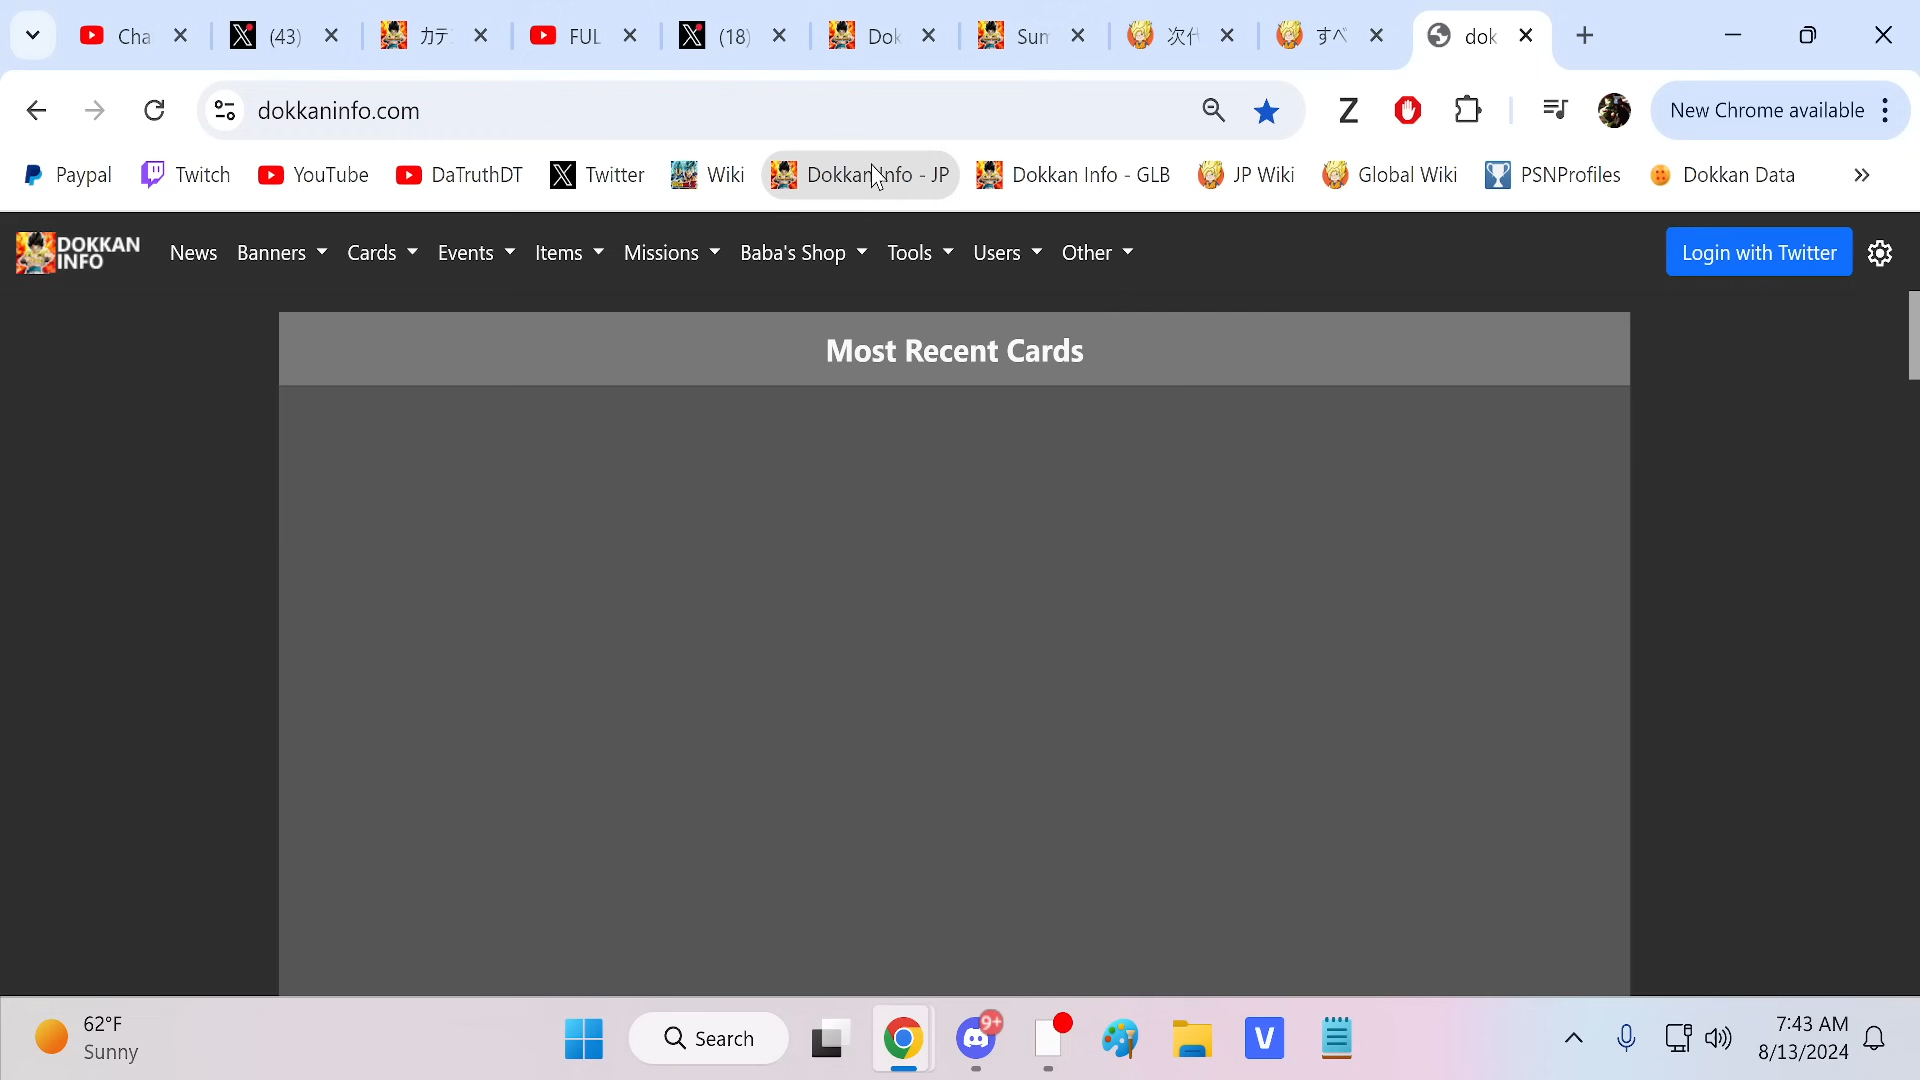 Cha
(43)
カテ
FUL
(18)
Dok
Sum
次代
すべ
dok
dokkaninfo.com
Z
New Chrome available
Paypal
Twitch
YouTube
DaTruthDT
Twitter
Wiki
Dokkan Info - JP
Dokkan Info - GLB
JP Wiki
Global Wiki
PSNProfiles
Dokkan Data
DOKKAN
INFO
News
Banners
Cards
Events
Items
Missions
Baba's Shop
Tools
Users
Other
Login with Twitter
Most Recent Cards
62°F
Sunny
Search
9+
V
7:43 AM
8/13/2024